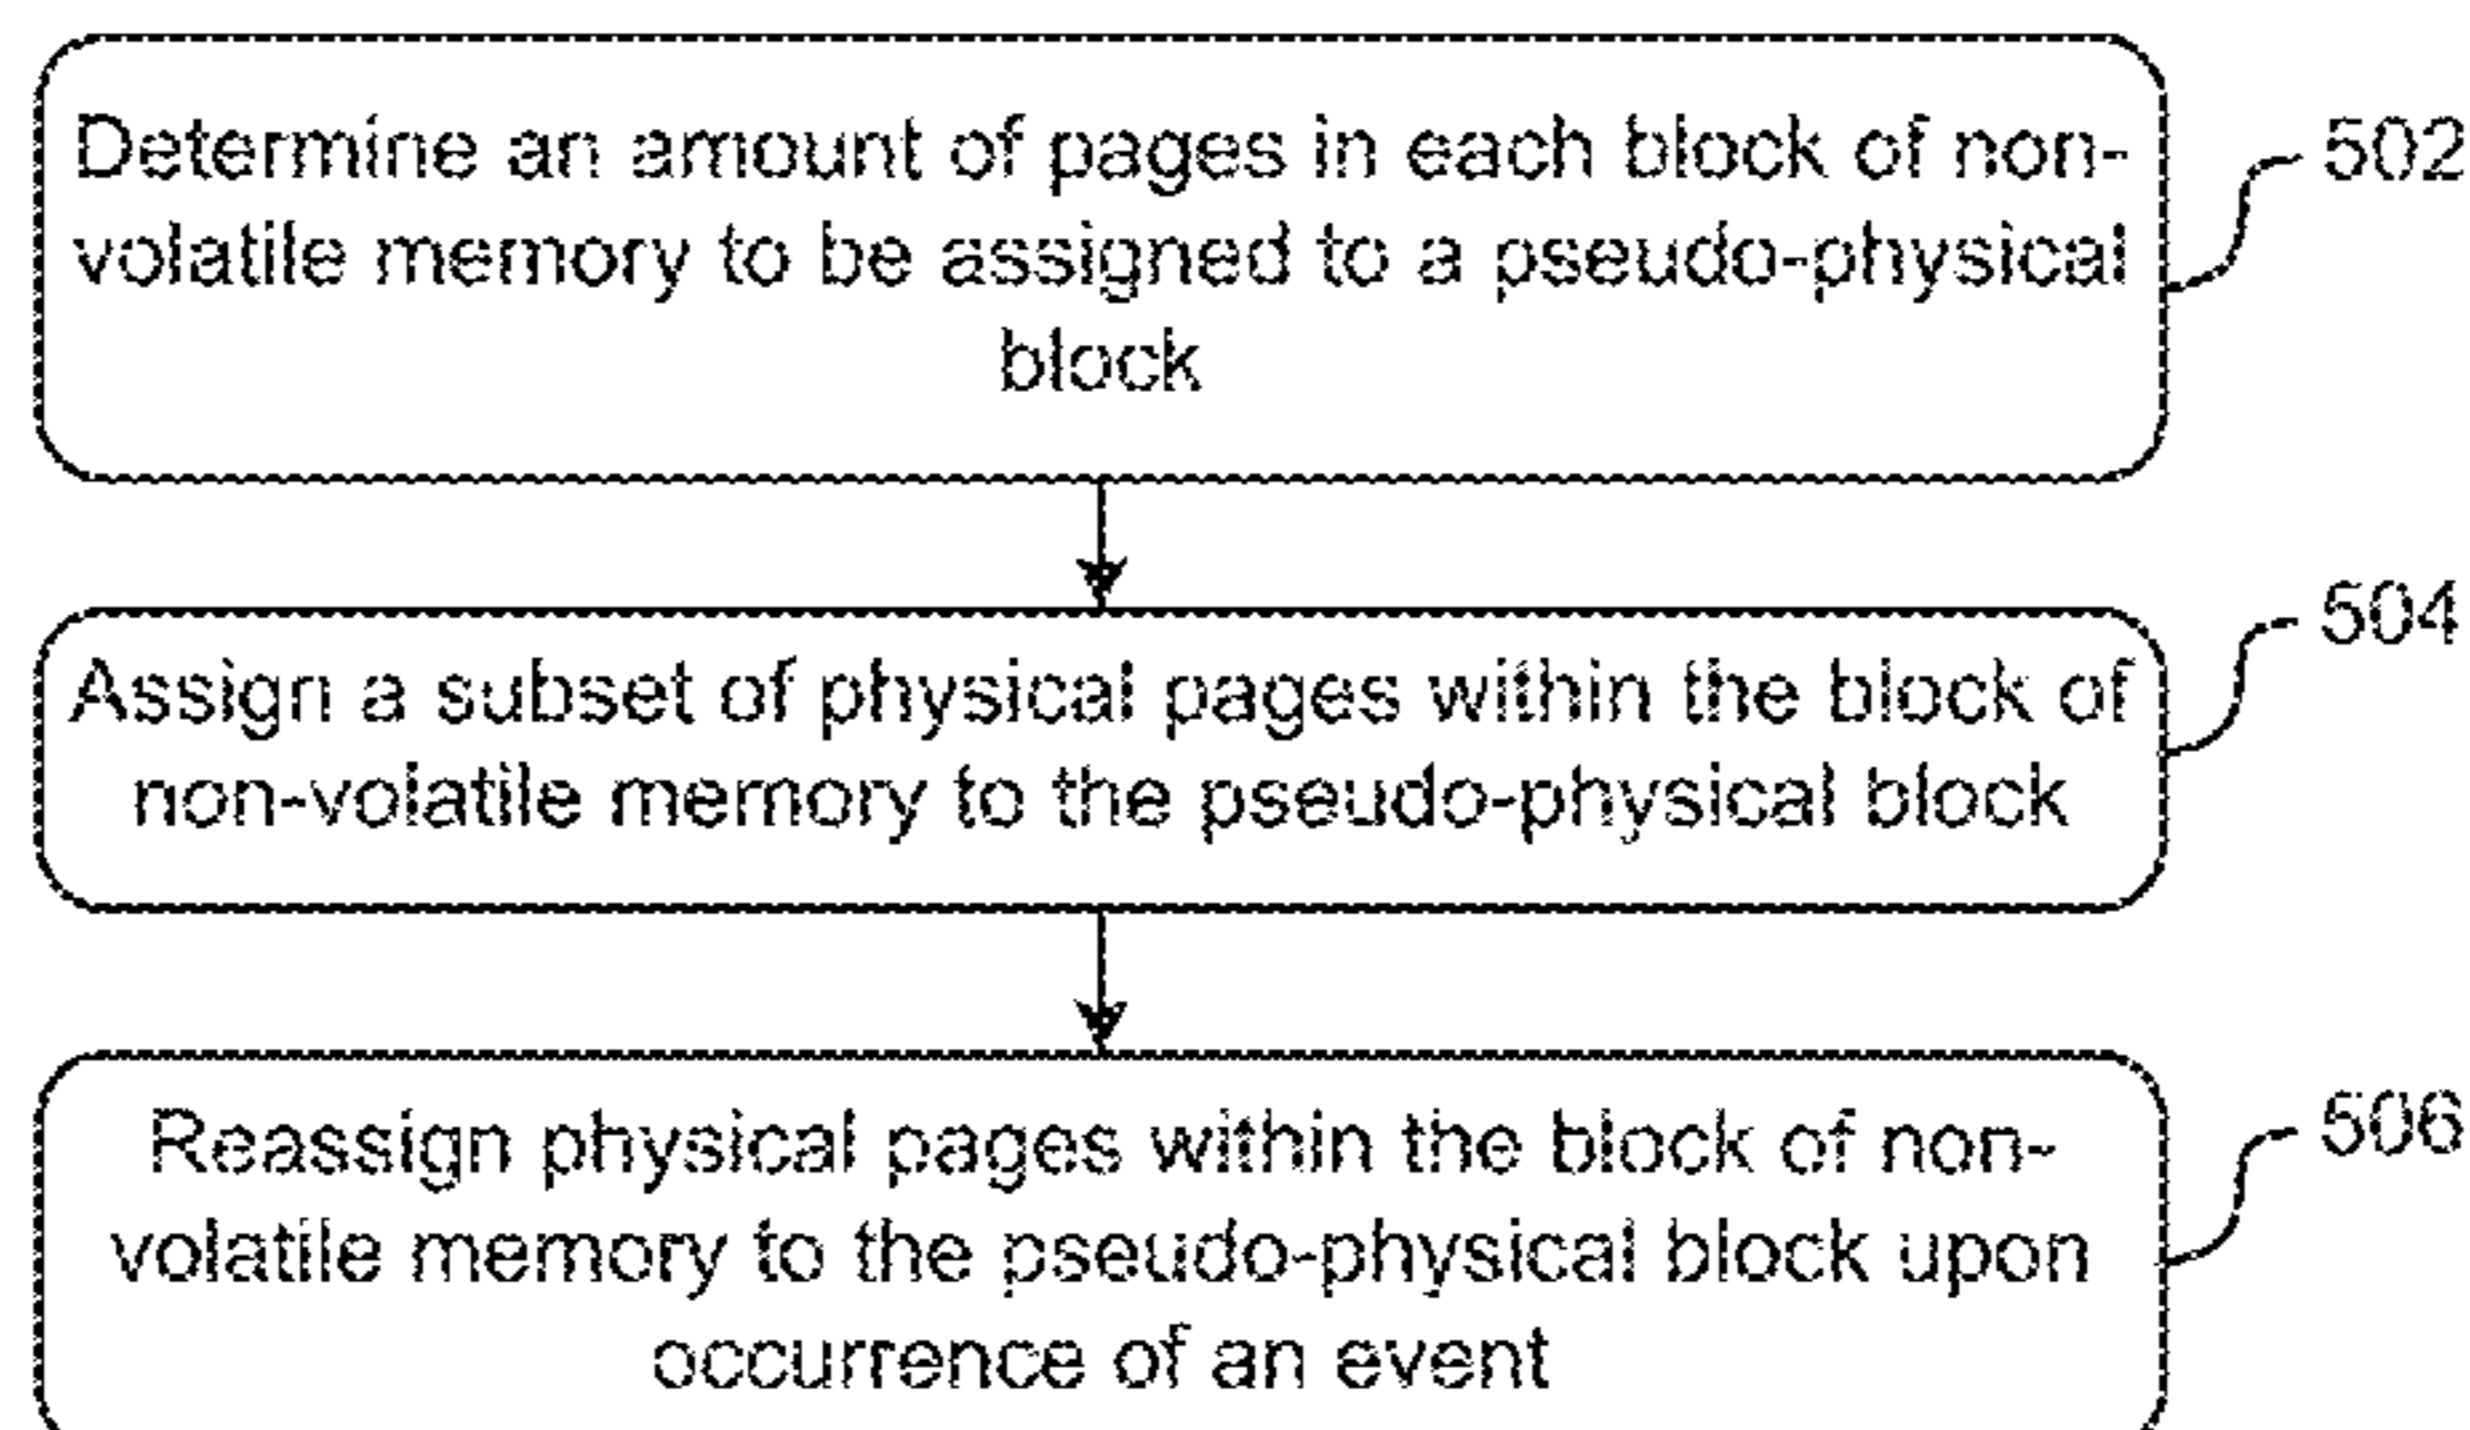 Determine an amount of pages in each block of non-
volatile memory to be assigned to a pseudo-physical
block
502
Assign a subset of physical pages within the block of
non-volatile memory to the pseudo-physical block
504
Reassign physical pages within the block of non-
volatile memory to the pseudo-physical block upon
occurrence of an event
506